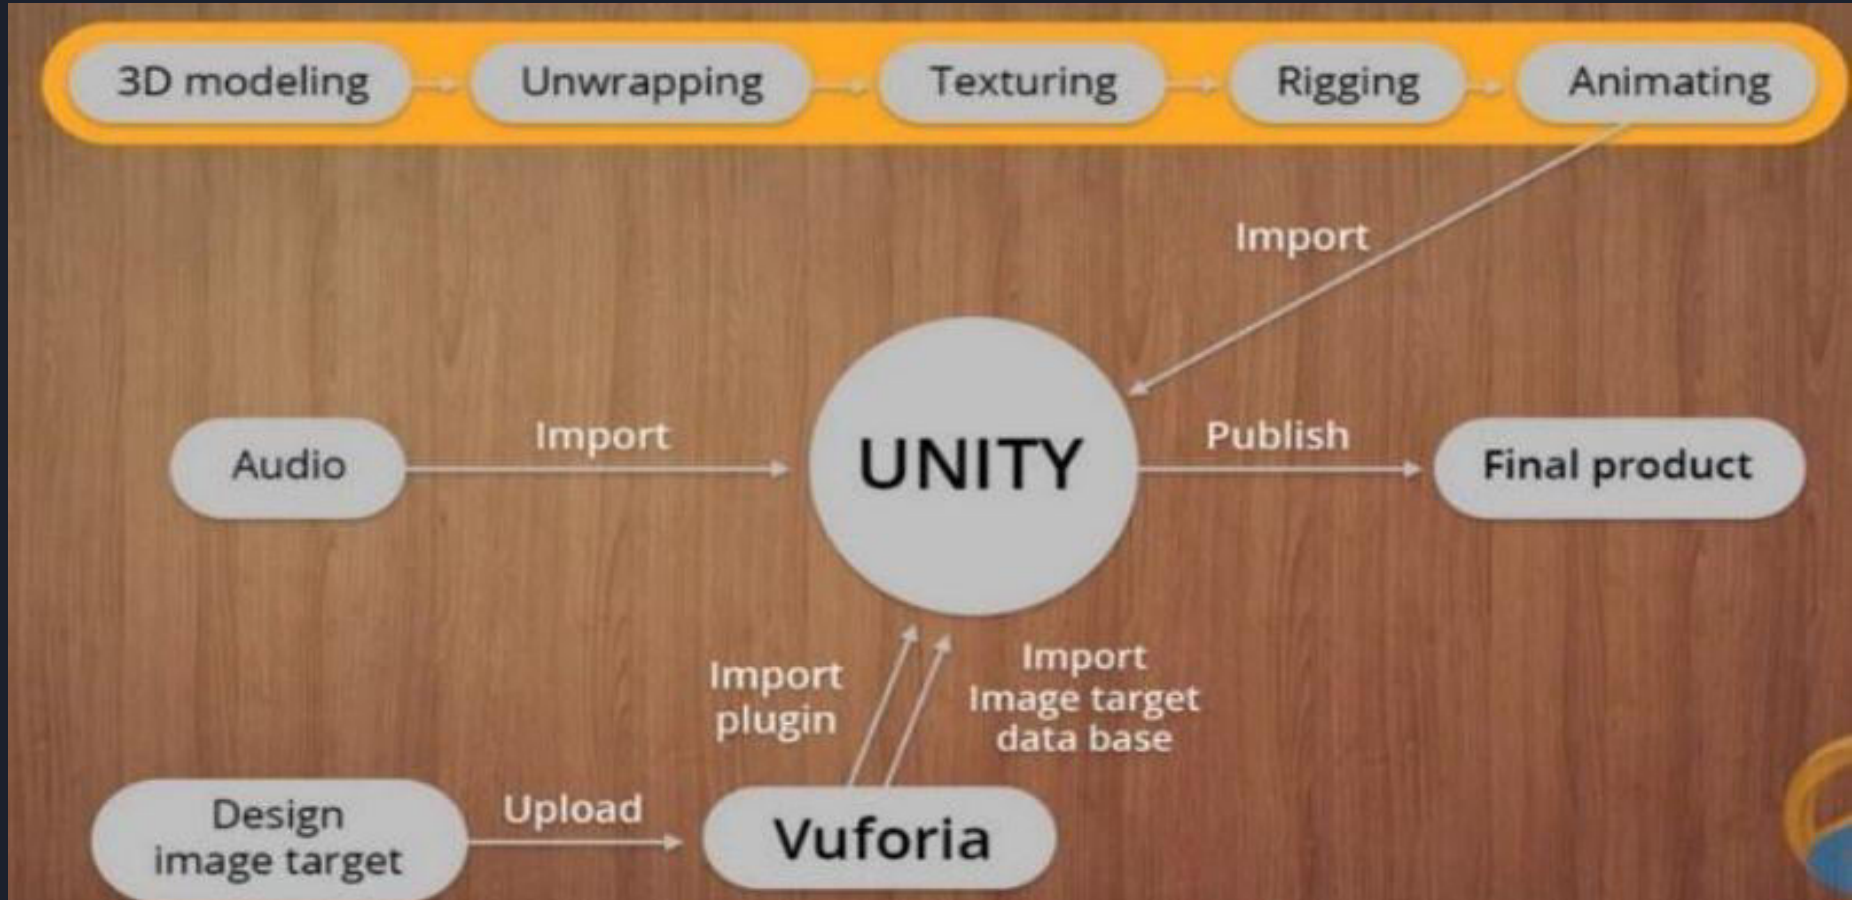 3D modeling
Unwrapping
Texturing
Rigging
Animating
Import
Audio
Import
UNITY
Publish
Final product
Import
plugin
Import
Image target
data base
Design
image target
Upload
Vuforia